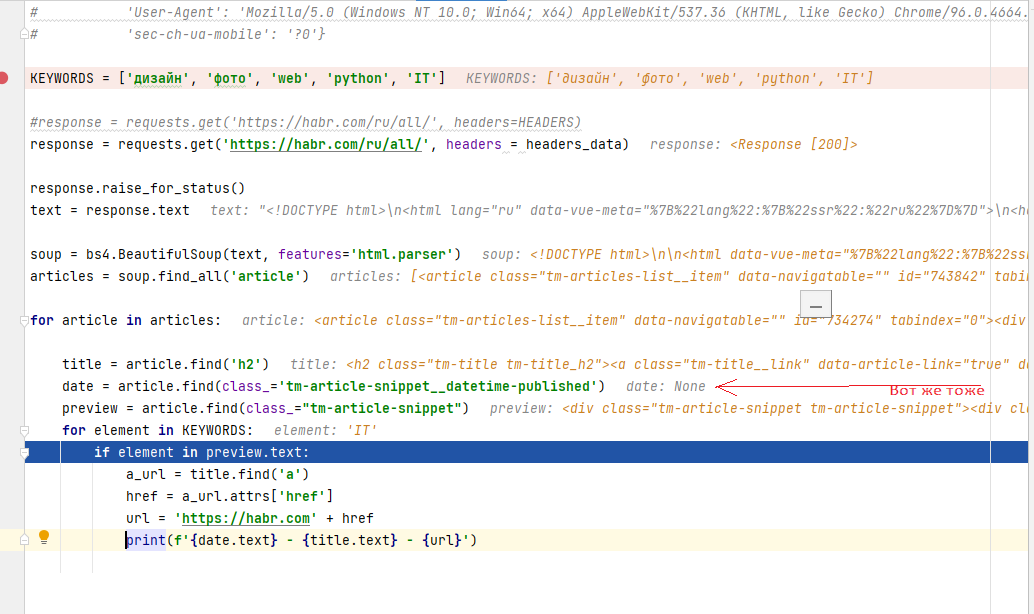 #           'User-Agent': 'Mozilla/5.0 (Windows NT 10.0; Win64; x64) AppleWebKit/537.36 (KHTML, like Gecko) Chrome/96.0.4664.
#           'sec-ch-ua-mobile': '?0'}
KEYWORDS = ['дизайн', 'фото', 'web', 'python', 'IT']   KEYWORDS: ['дизайн', 'фото', 'web', 'python', 'IT']
#response = requests.get('https://habr.com/ru/all/', headers=HEADERS)
response = requests.get('https://habr.com/ru/all/', headers = headers_data)   response: <Response [200]>
response.raise_for_status()
text = response.text   text: "<!DOCTYPE html>\n<html lang="ru" data-vue-meta="%7B%22lang%22:%7B%22ssr%22:%22ru%22%7D%7D">\n<h
soup = bs4.BeautifulSoup(text, features='html.parser')   soup: <!DOCTYPE html>\n\n<html data-vue-meta="%7B%22lang%22:%7B%22ss
articles = soup.find_all('article')   articles: [<article class="tm-articles-list__item" data-navigatable="" id="743842" tabin
for article in articles:   article: <article class="tm-articles-list__item" data-navigatable="" id="734274" tabindex="0"><div
    title = article.find('h2')   title: <h2 class="tm-title tm-title_h2"><a class="tm-title__link" data-article-link="true" da
    date = article.find(class_='tm-article-snippet__datetime-published')   date: None   Вот же тоже
    preview = article.find(class_="tm-article-snippet")   preview: <div class="tm-article-snippet tm-article-snippet"><div cl
    for element in KEYWORDS:   element: 'IT'
        if element in preview.text:
            a_url = title.find('a')
            href = a_url.attrs['href']
            url = 'https://habr.com' + href
            print(f'{date.text} - {title.text} - {url}')